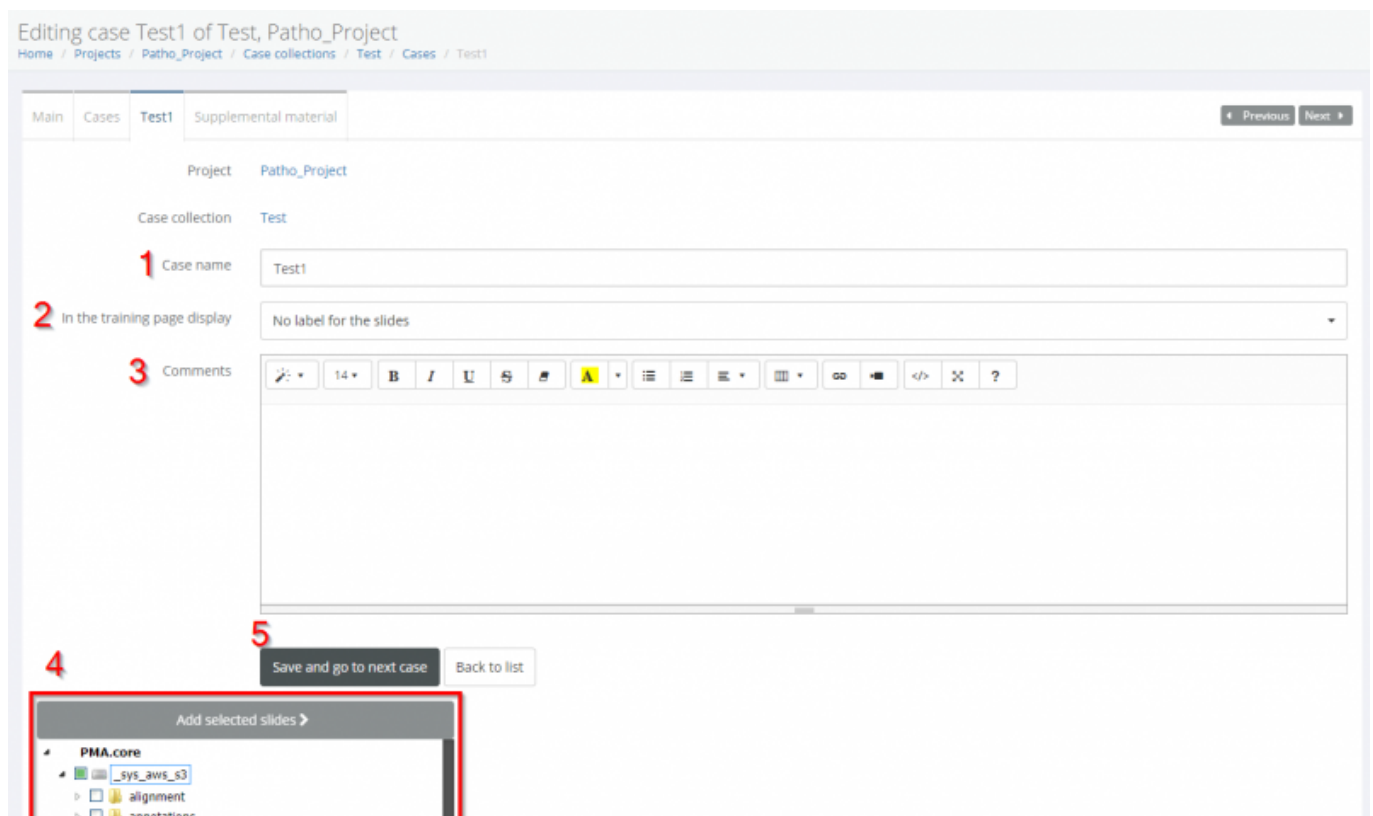 Editing case Test1 of Test, Patho_Project
Home / Projects / Patho_Project / Case collections / Test / Cases / Test1
Main Cases Test1 Supplemental material Previous Next
Project Patho_Project
Case collection Test
1 Case name Test1
2 In the training page display No label for the slides
3 Comments 14 B I U S A </> ?
5
4 Save and go to next case Back to list
Add selected slides
PMA.core
_sys_aws_s3
alignment
annotations